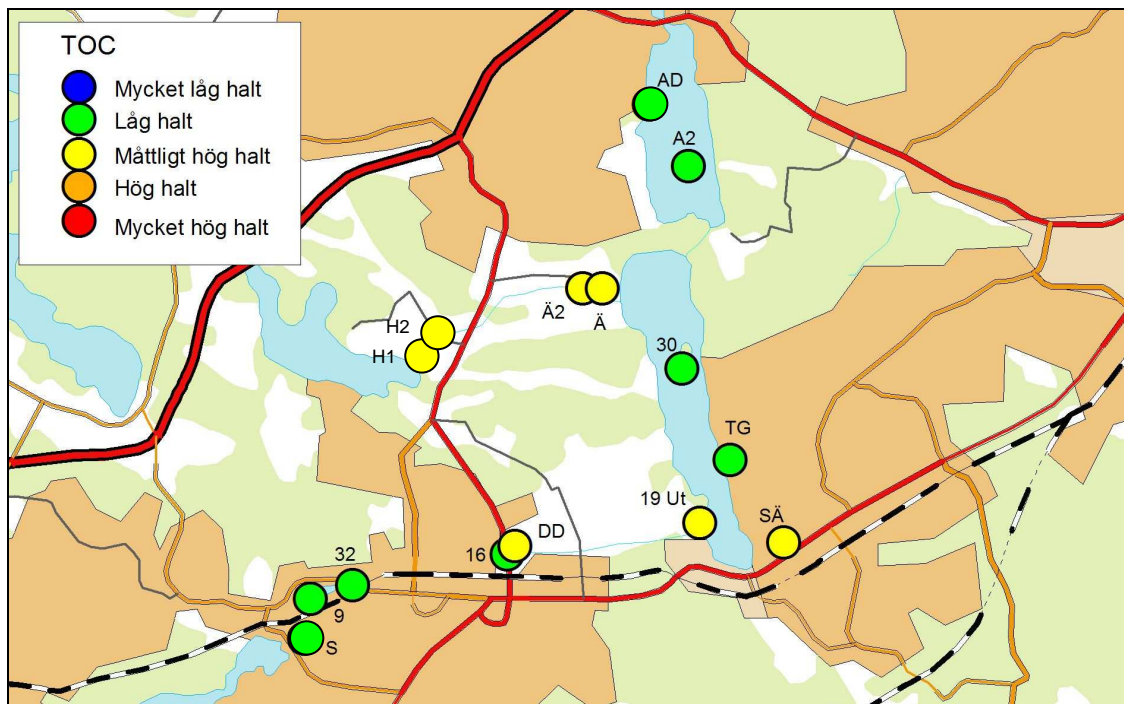 TOC
Mycket låg halt
Låg halt
Måttligt hög halt
Hög halt
Mycket hög halt
AD
A2
Ä2
Ä
H2
H1
30
TG
19 Ut
SÄ
DD
16
32
9
S